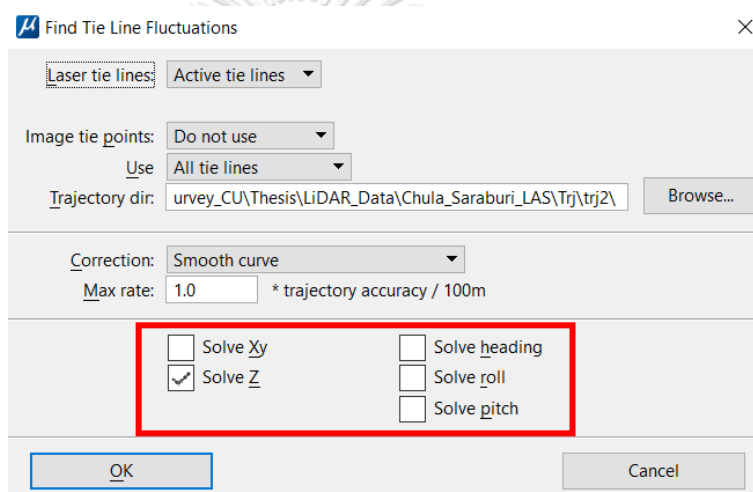 Find Tie Line Fluctuations
Laser tie lines: Active tie lines
Image tie points: Do not use
Use All tie lines
Trajectory dir: urvey_CU\Thesis\LiDAR_Data\Chula_Saraburi_LAS\Trj\trj2\ Browse...
Correction: Smooth curve
Max rate: 1.0 * trajectory accuracy / 100m
Solve Xy Solve heading
Solve Z Solve roll
Solve pitch
OK Cancel